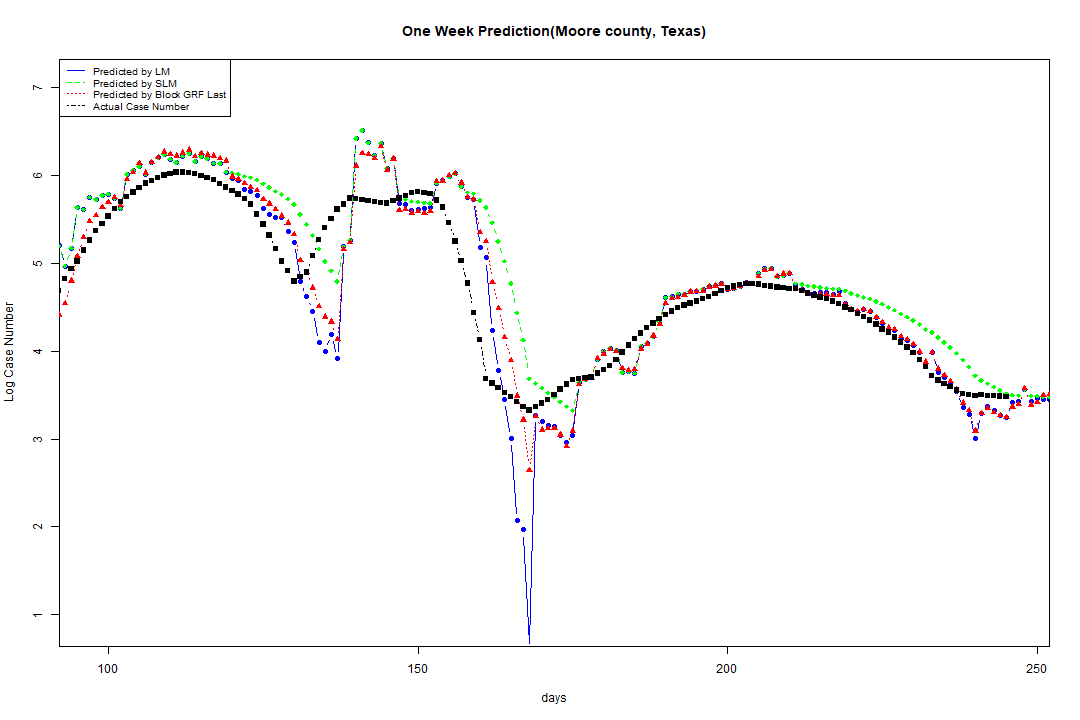 One Week Prediction(Moore county, Texas)
Predicted by LM
Predicted by SLM
Predicted by Block GRF Last
Actual Case Number
7
6
5
4
3
2
1
Log Case Number
100 150 200 250
days